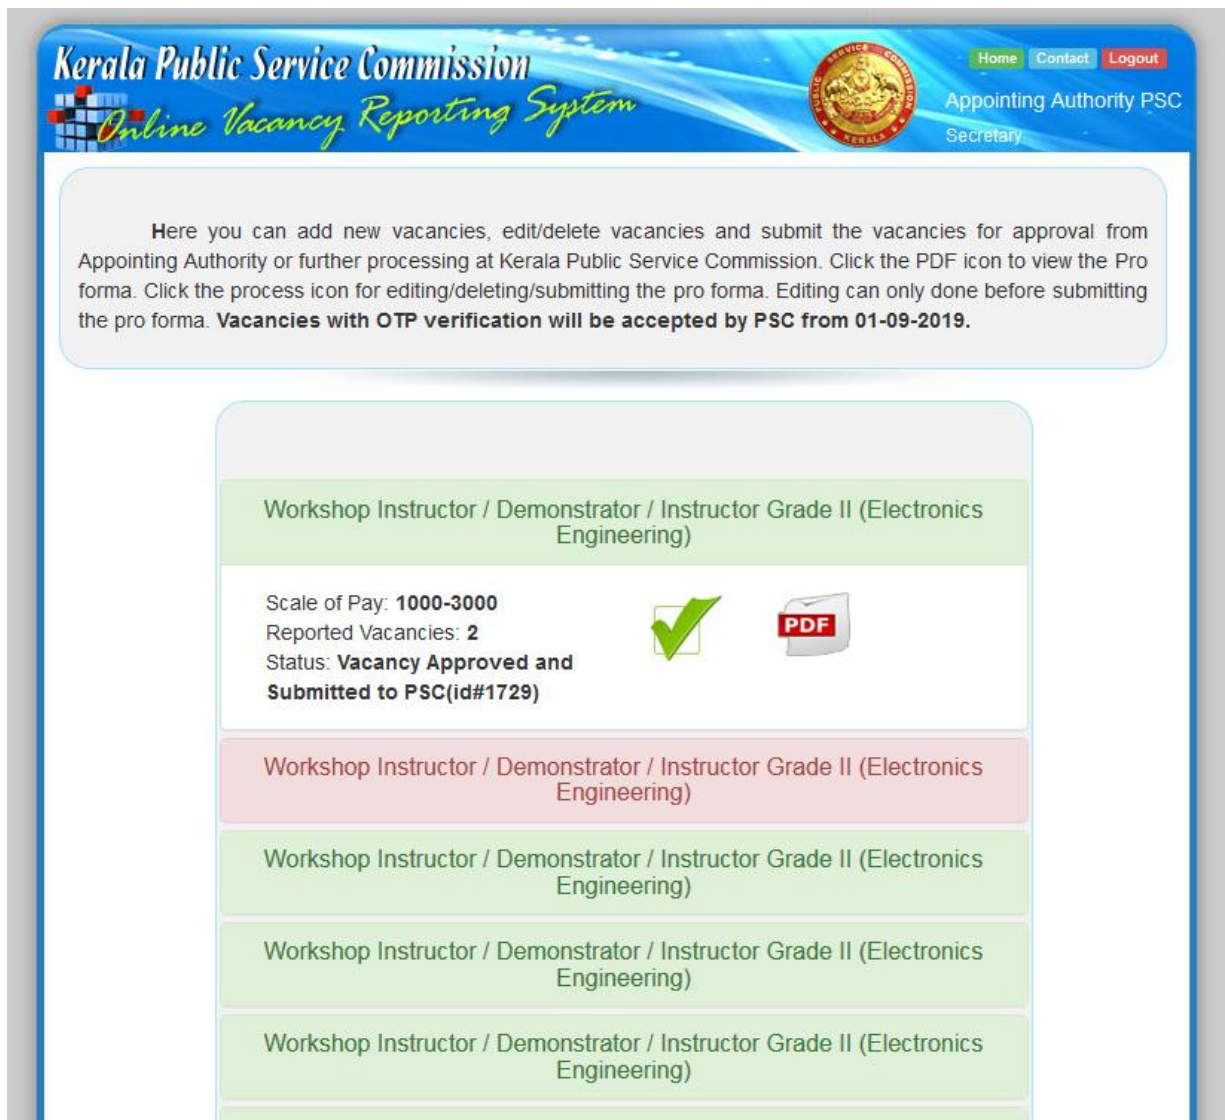 Kerala Public Service Commission
Online Vacancy Reporting System
PUBLIC SERVICE COMMISSION
KERALA
Home Contact Logout
Appointing Authority PSC
Secretary
Here you can add new vacancies, edit/delete vacancies and submit the vacancies for approval from
Appointing Authority or further processing at Kerala Public Service Commission. Click the PDF icon to view the Pro
forma. Click the process icon for editing/deleting/submitting the pro forma. Editing can only done before submitting
the pro forma. Vacancies with OTP verification will be accepted by PSC from 01-09-2019.
Workshop Instructor / Demonstrator / Instructor Grade II (Electronics
Engineering)
Scale of Pay: 1000-3000
Reported Vacancies: 2
Status: Vacancy Approved and
Submitted to PSC(id#1729)
PDF
Workshop Instructor / Demonstrator / Instructor Grade II (Electronics
Engineering)
Workshop Instructor / Demonstrator / Instructor Grade II (Electronics
Engineering)
Workshop Instructor / Demonstrator / Instructor Grade II (Electronics
Engineering)
Workshop Instructor / Demonstrator / Instructor Grade II (Electronics
Engineering)